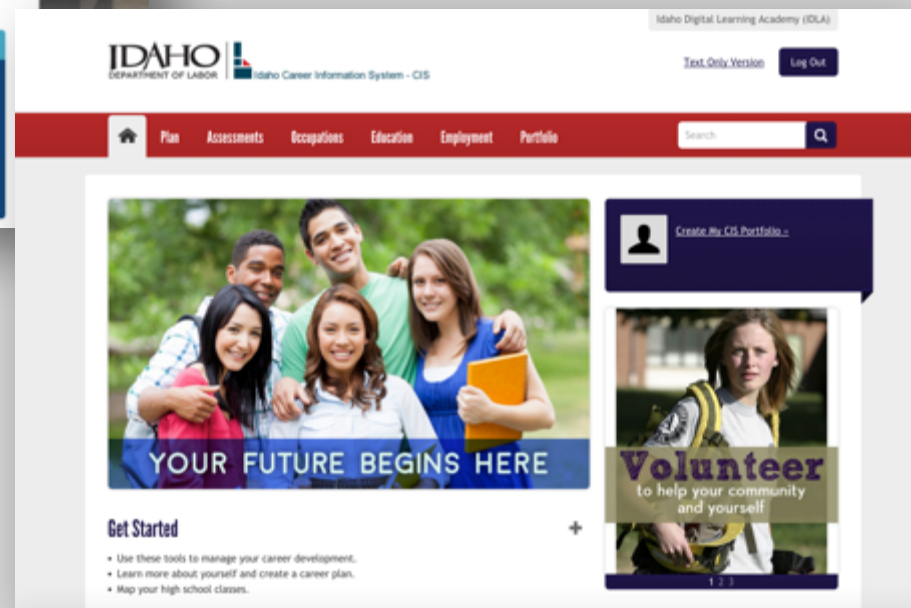 Idaho Digital Learning Academy (IDLA)
IDAHO
DEPARTMENT OF LABOR
Idaho Career Information System - CIS
Text Only Version
Log Out
Plan
Assessments
Occupations
Education
Employment
Portfolio
Search
Create My CIS Portfolio »
YOUR FUTURE BEGINS HERE
Volunteer
to help your community
and yourself
Get Started
+
• Use these tools to manage your career development.
• Learn more about yourself and create a career plan.
• Map your high school classes.
1 2 3